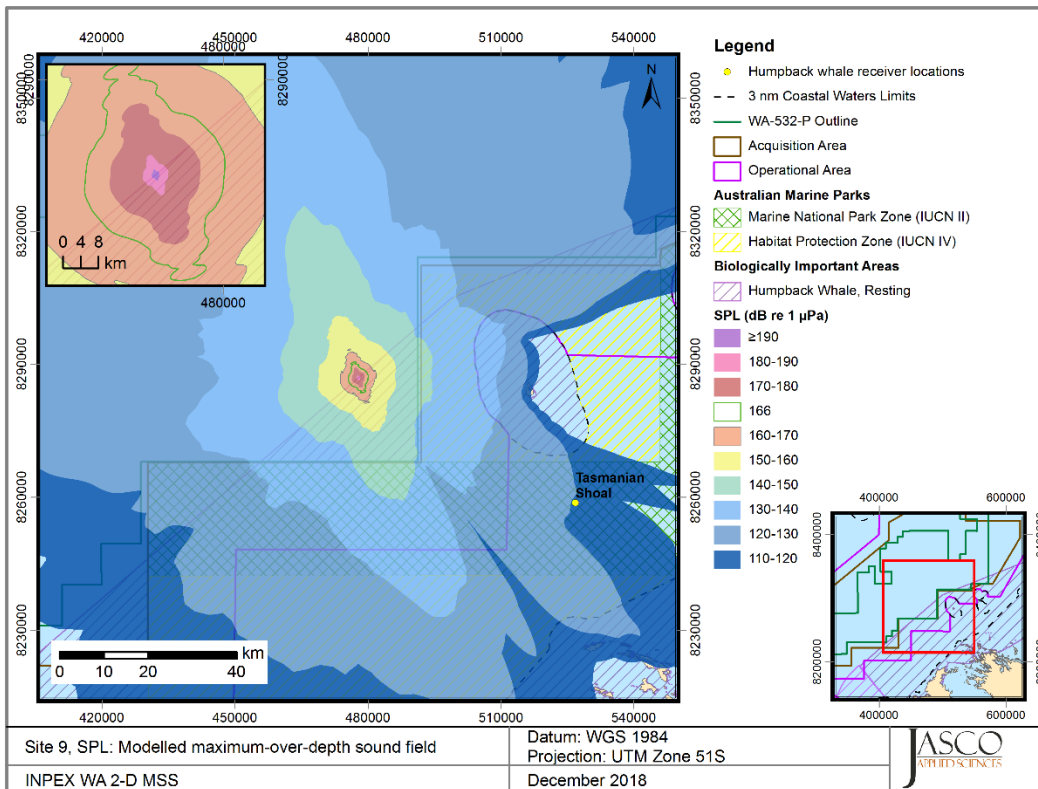 420000
480000
510000
540000
450000
480000
8350000
8320000
8290000
8260000
8230000
8290000
8290000
480000
0 4 8
km
N
Tasmanian
Shoal
km
0 10 20 40
8350000
8320000
8290000
8260000
8230000
420000
450000
480000
510000
540000
Legend
Humpback whale receiver locations
3 nm Coastal Waters Limits
WA-532-P Outline
Acquisition Area
Operational Area
Australian Marine Parks
Marine National Park Zone (IUCN II)
Habitat Protection Zone (IUCN IV)
Biologically Important Areas
Humpback Whale, Resting
SPL (dB re 1 µPa)
≥190
180-190
170-180
166
160-170
150-160
140-150
130-140
120-130
110-120
400000
600000
8400000
8200000
400000
600000
Site 9, SPL: Modelled maximum-over-depth sound field
INPEX WA 2-D MSS
Datum: WGS 1984
Projection: UTM Zone 51S
December 2018
JASCO
APPLIED SCIENCES